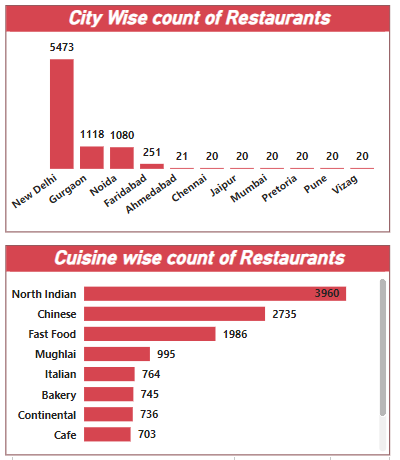 City Wise count of Restaurants
5473
1118 1080
251 21 20 20 20 20 20 20
New Delhi Gurgaon Noida Faridabad Ahmedabad Chennai Jaipur Mumbai Pretoria Pune Vizag
Cuisine wise count of Restaurants
North Indian 3960
Chinese 2735
Fast Food 1986
Mughlai 995
Italian 764
Bakery 745
Continental 736
Cafe 703